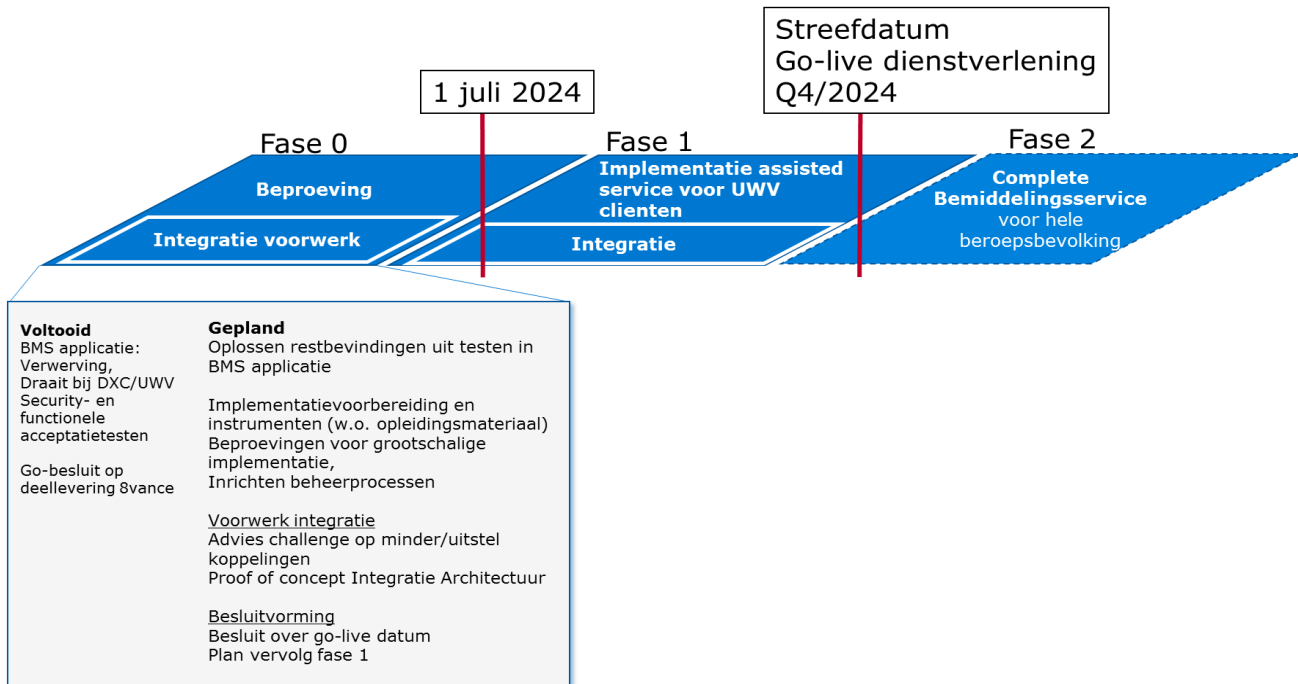 Streefdatum
Go-live dienstverlening
Q4/2024
1 juli 2024
Fase 0
Fase 1
Fase 2
Beproeving
Integratie voorwerk
Implementatie assisted
service voor UWV
clienten
Integratie
Complete
Bemiddelingsservice
voor hele
beroepsbevolking
Voltooid
BMS applicatie:
Verwerving,
Draait bij DXC/UWV
Security- en
functionele
acceptatietesten
Go-besluit op
deellevering 8vance
Gepland
Oplossen restbevindingen uit testen in
BMS applicatie
Implementatievoorbereiding en
instrumenten (w.o. opleidingsmateriaal)
Beproevingen voor grootschalige
implementatie,
Inrichten beheerprocessen
Voorwerk integratie
Advies challenge op minder/uitstel
koppelingen
Proof of concept Integratie Architectuur
Besluitvorming
Besluit over go-live datum
Plan vervolg fase 1